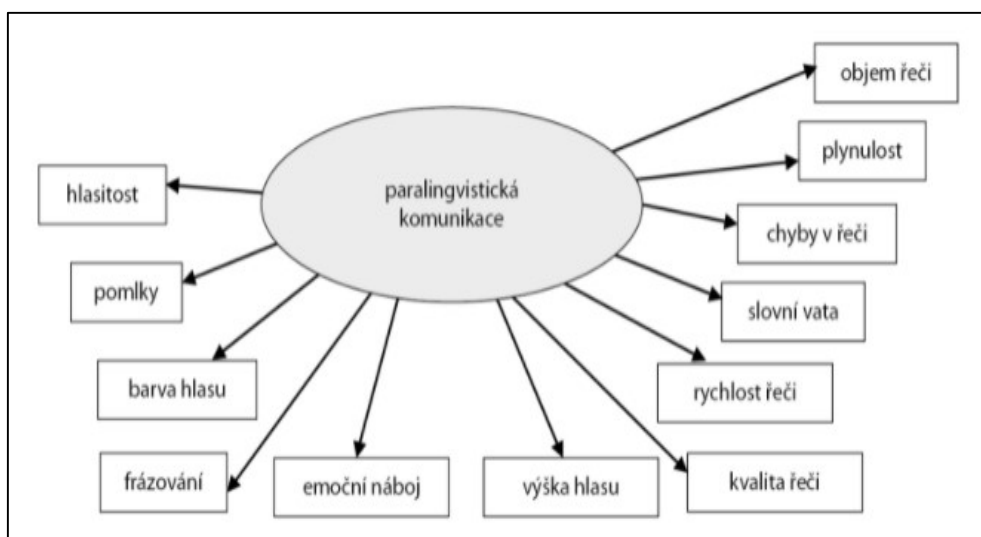 objem řeči
plynulost
hlasitost
paralingvistická
komunikace
chyby v řeči
pomlky
slovní vata
barva hlasu
rychlost řeči
frázování
emoční náboj
výška hlasu
kvalita řeči